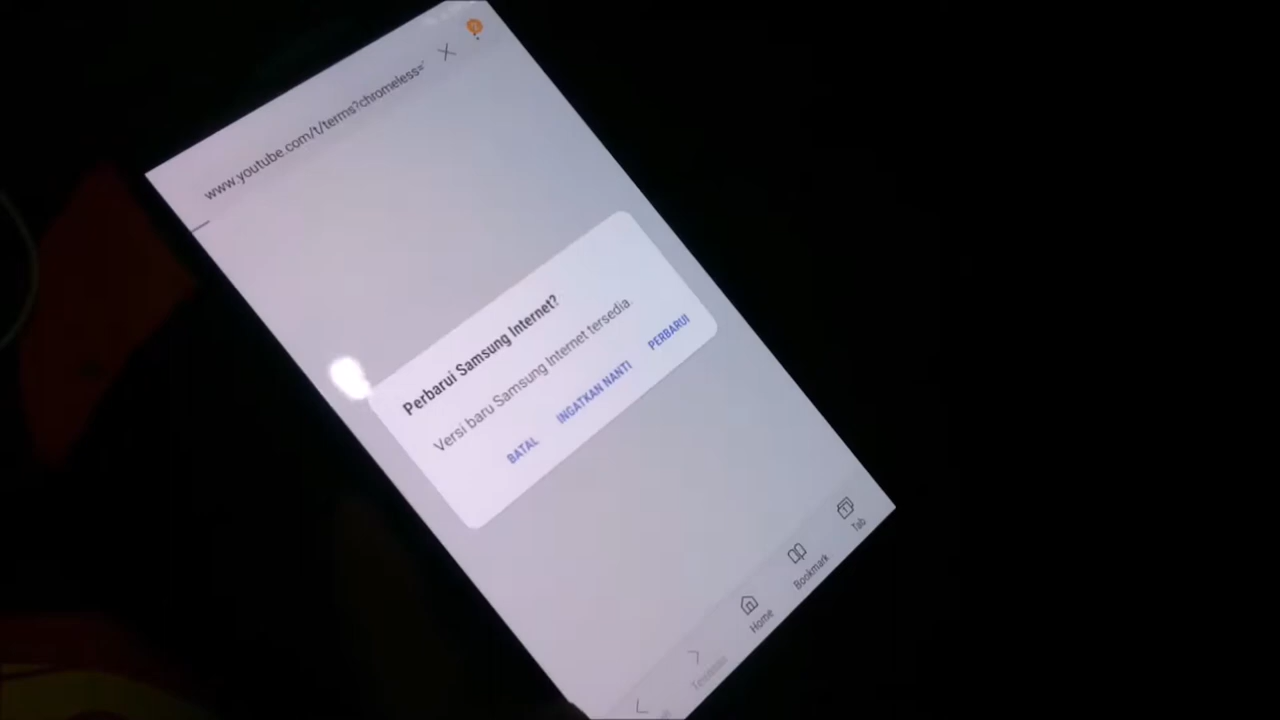 www.youtube.com/t/terms?chromeless=
Perbarui Samsung Internet?
Versi baru Samsung Internet tersedia.
BATAL INGATKAN NANTI PERBARUI
Home Bookmark Tab